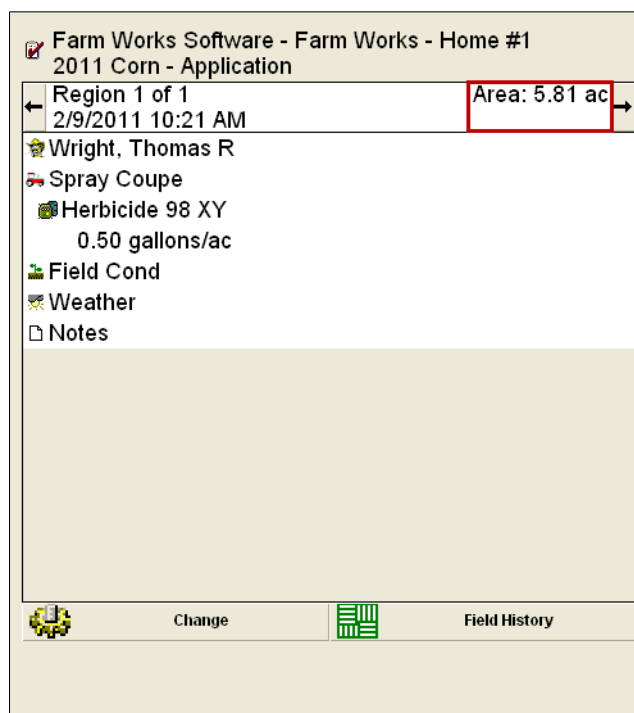 Farm Works Software - Farm Works - Home #1
2011 Corn - Application
Region 1 of 1 Area: 5.81 ac
2/9/2011 10:21 AM
Wright, Thomas R
Spray Coupe
Herbicide 98 XY
0.50 gallons/ac
Field Cond
Weather
Notes
Change Field History